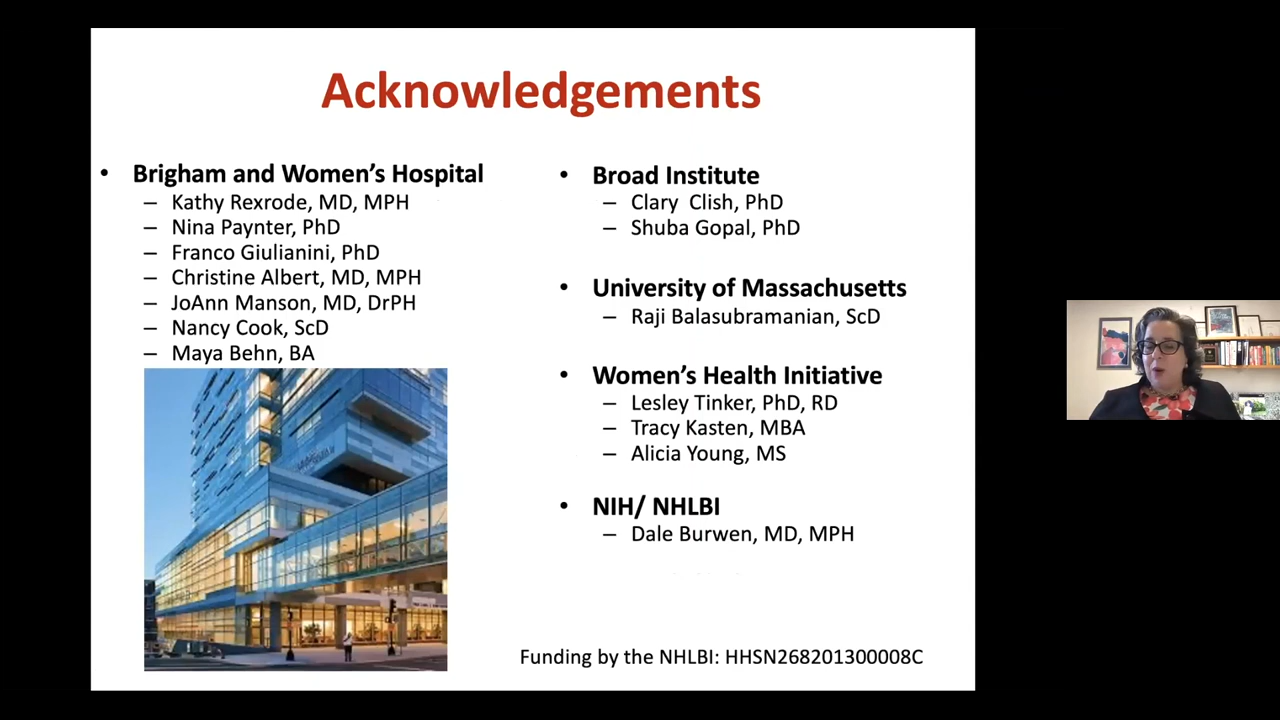 Acknowledgements
• Brigham and Women's Hospital
– Kathy Rexrode, MD, MPH
– Nina Paynter, PhD
– Franco Giulianini, PhD
– Christine Albert, MD, MPH
– JoAnn Manson, MD, DrPH
– Nancy Cook, ScD
– Maya Behn, BA
• Broad Institute
– Clary Clish, PhD
– Shuba Gopal, PhD
• University of Massachusetts
– Raji Balasubramanian, ScD
• Women's Health Initiative
– Lesley Tinker, PhD, RD
– Tracy Kasten, MBA
– Alicia Young, MS
• NIH/ NHLBI
– Dale Burwen, MD, MPH
Funding by the NHLBI: HHSN268201300008C